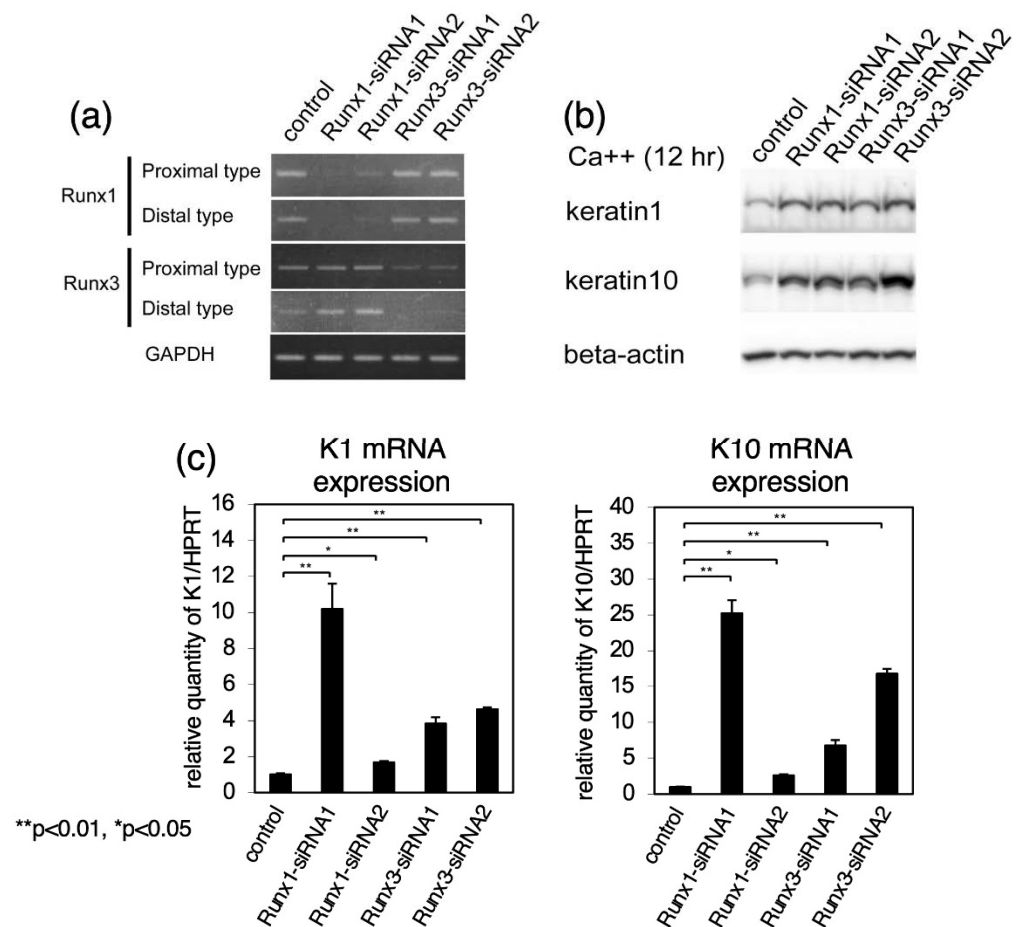 (a)
control
Runx1-siRNA1
Runx1-siRNA2
Runx3-siRNA1
Runx3-siRNA2
Runx1
Proximal type
Distal type
Runx3
Proximal type
Distal type
GAPDH
(b)
control
Runx1-siRNA1
Runx1-siRNA2
Runx3-siRNA1
Runx3-siRNA2
Ca++ (12 hr)
keratin1
keratin10
beta-actin
(c)
K1 mRNA
expression
relative quantity of K1/HPRT
16
14
12
10
8
6
4
2
0
**
**
*
**
control
Runx1-siRNA1
Runx1-siRNA2
Runx3-siRNA1
Runx3-siRNA2
K10 mRNA
expression
relative quantity of K10/HPRT
40
35
30
25
20
15
10
5
0
**
**
*
**
control
Runx1-siRNA1
Runx1-siRNA2
Runx3-siRNA1
Runx3-siRNA2
**p<0.01, *p<0.05